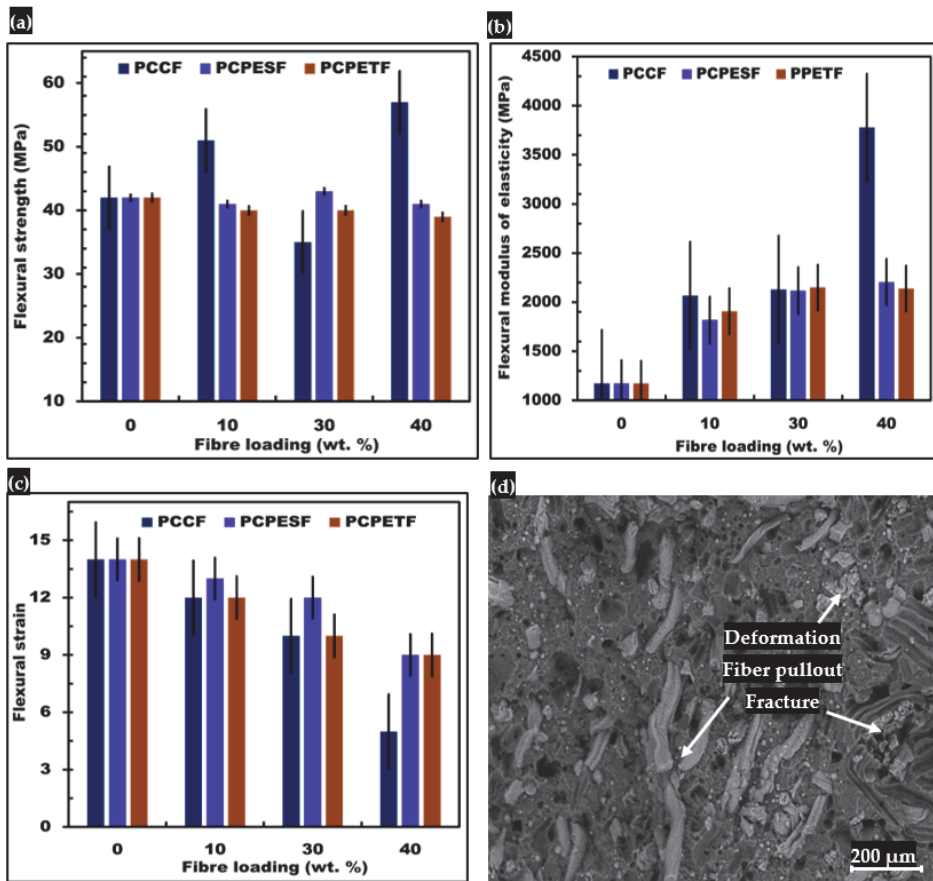 (a)
PCCF PCPESF PCPETF
Flexural strength (MPa)
60
50
40
30
20
10
0 10 30 40
Fibre loading (wt. %)
(b)
PCCF PCPESF PPETF
Flexural modulus of elasticity (MPa)
4500
4000
3500
2500
2000
1500
1000
0 10 30 40
Fibre loading (wt. %)
(c)
PCCF PCPESF PCPETF
Flexural strain
15
12
9
6
3
0
0 10 30 40
Fibre loading (wt. %)
(d)
Deformation
Fiber pullout
Fracture
200 µm